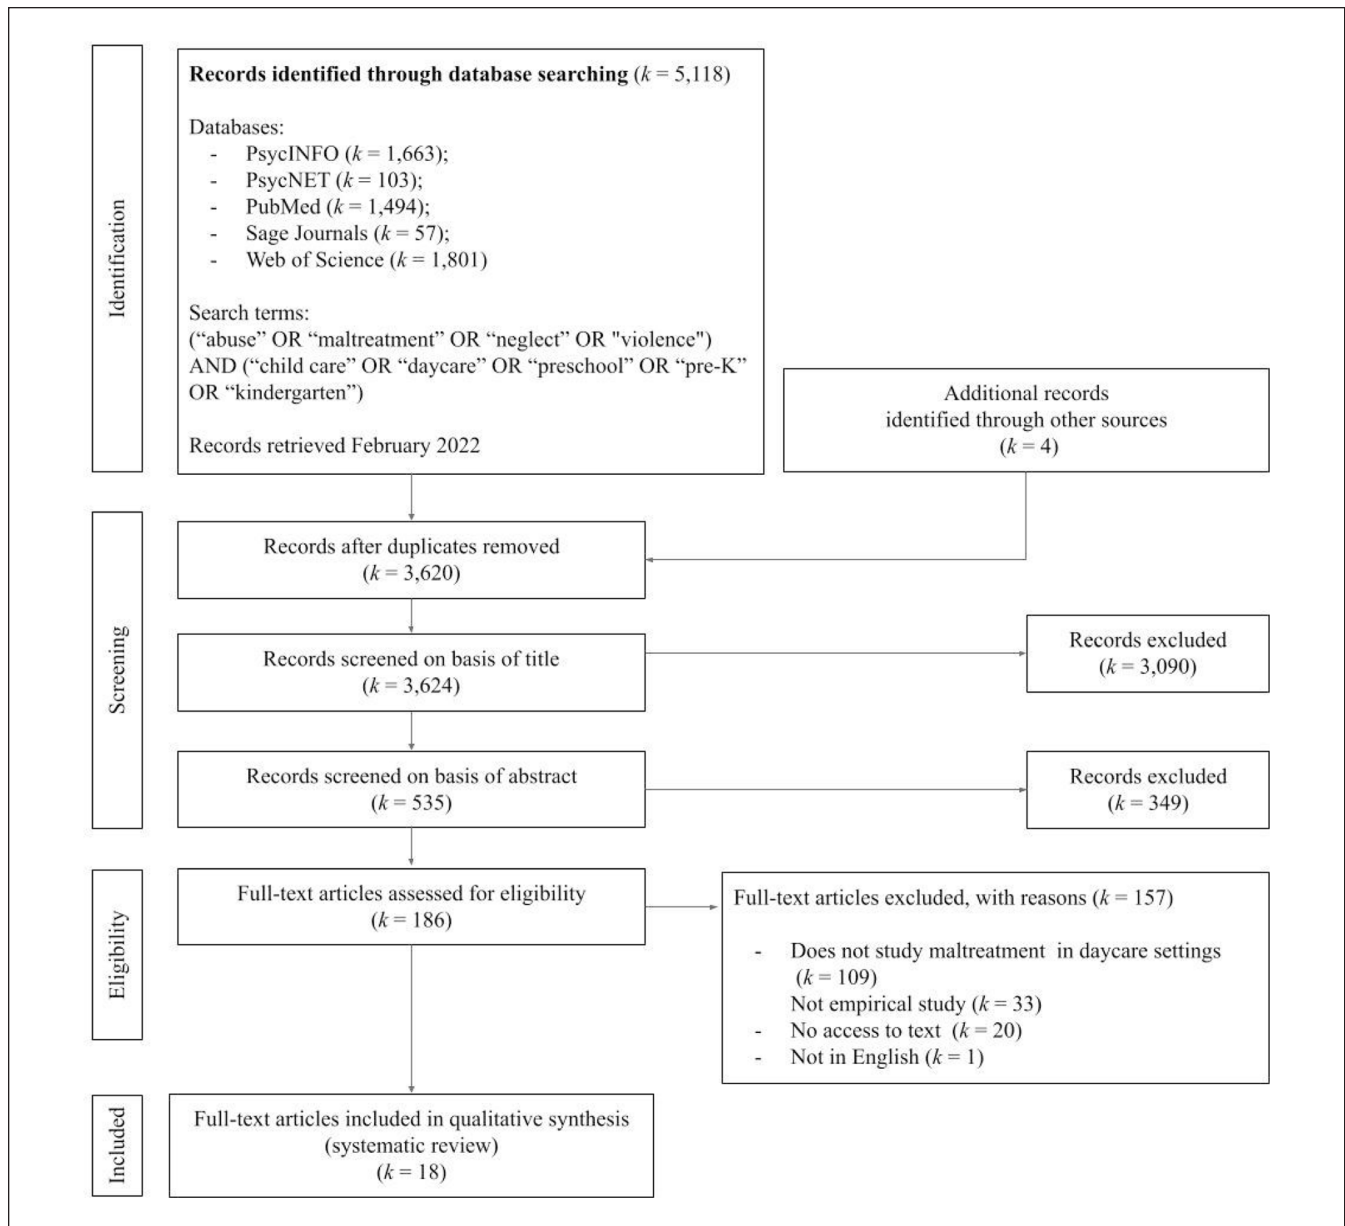 Identification
Records identified through database searching (k = 5,118)
Databases:
- PsycINFO (k = 1,663);
- PsycNET (k = 103);
- PubMed (k = 1,494);
- Sage Journals (k = 57);
- Web of Science (k = 1,801)
Search terms:
(“abuse” OR “maltreatment” OR “neglect” OR "violence")
AND (“child care” OR “daycare” OR “preschool” OR “pre-K”
OR “kindergarten”)
Records retrieved February 2022
Additional records
identified through other sources
(k = 4)
Screening
Records after duplicates removed
(k = 3,620)
Records screened on basis of title
(k = 3,624)
Records excluded
(k = 3,090)
Records screened on basis of abstract
(k = 535)
Records excluded
(k = 349)
Eligibility
Full-text articles assessed for eligibility
(k = 186)
Full-text articles excluded, with reasons (k = 157)
- Does not study maltreatment in daycare settings
(k = 109)
Not empirical study (k = 33)
- No access to text (k = 20)
- Not in English (k = 1)
Included
Full-text articles included in qualitative synthesis
(systematic review)
(k = 18)